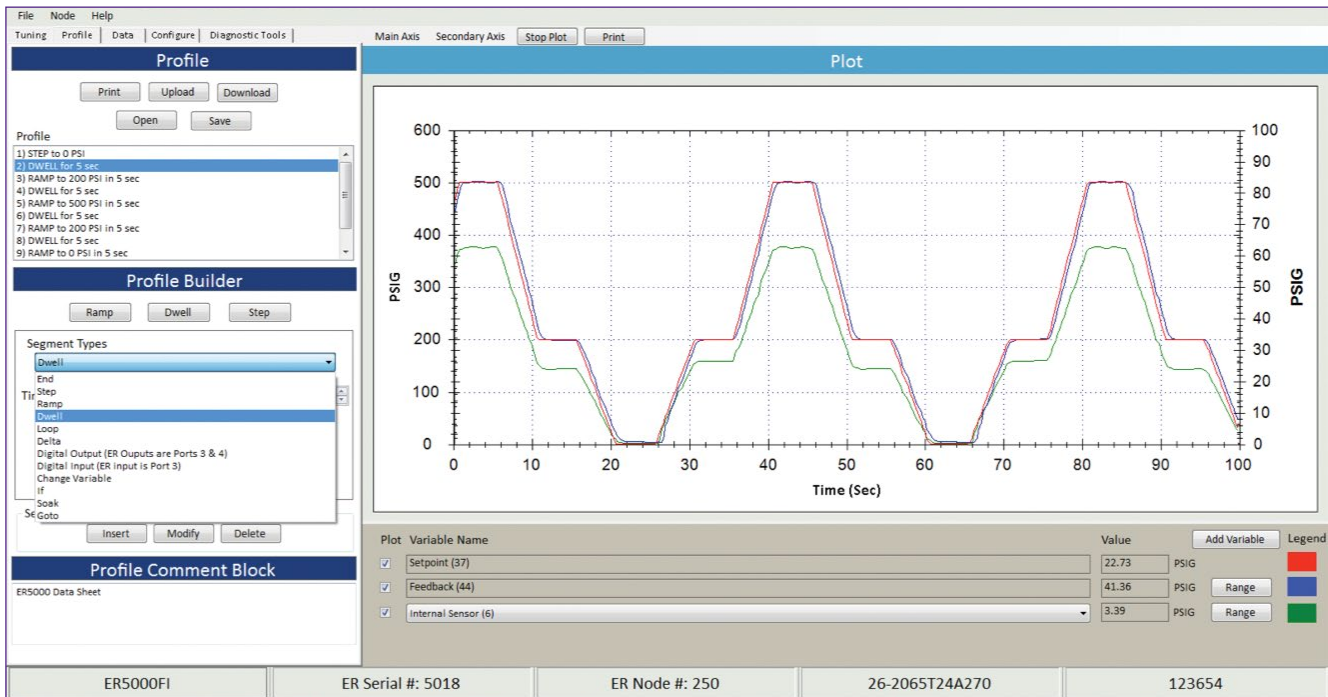 File Node Help
Tuning Profile Data Configure Diagnostic Tools
Main Axis Secondary Axis Stop Plot Print
Profile
Print Upload Download
Open Save
Profile
1) STEP to 0 PSI
2) DWELL for 5 sec
3) RAMP to 200 PSI in 5 sec
4) DWELL for 5 sec
5) RAMP to 500 PSI in 5 sec
6) DWELL for 5 sec
7) RAMP to 200 PSI in 5 sec
8) DWELL for 5 sec
9) RAMP to 0 PSI in 5 sec
Profile Builder
Ramp Dwell Step
Segment Types
Dwell
End
Step
Ramp
Dwell
Loop
Delta
Digital Output (ER Ouputs are Ports 3 & 4)
Digital Input (ER input is Port 3)
Change Variable
If
Soak
Goto
Insert Modify Delete
Profile Comment Block
ER5000 Data Sheet
Plot
600
500
400
300
200
100
0
PSIG
100
90
80
70
60
50
40
30
20
10
0
PSIG
0 10 20 30 40 50 60 70 80 90 100
Time (Sec)
Plot Variable Name Value Add Variable Legend
Setpoint (37) 22.73 PSIG
Feedback (44) 41.36 PSIG Range
Internal Sensor (6) 3.39 PSIG Range
ER5000FI ER Serial #: 5018 ER Node #: 250 26-2065T24A270 123654